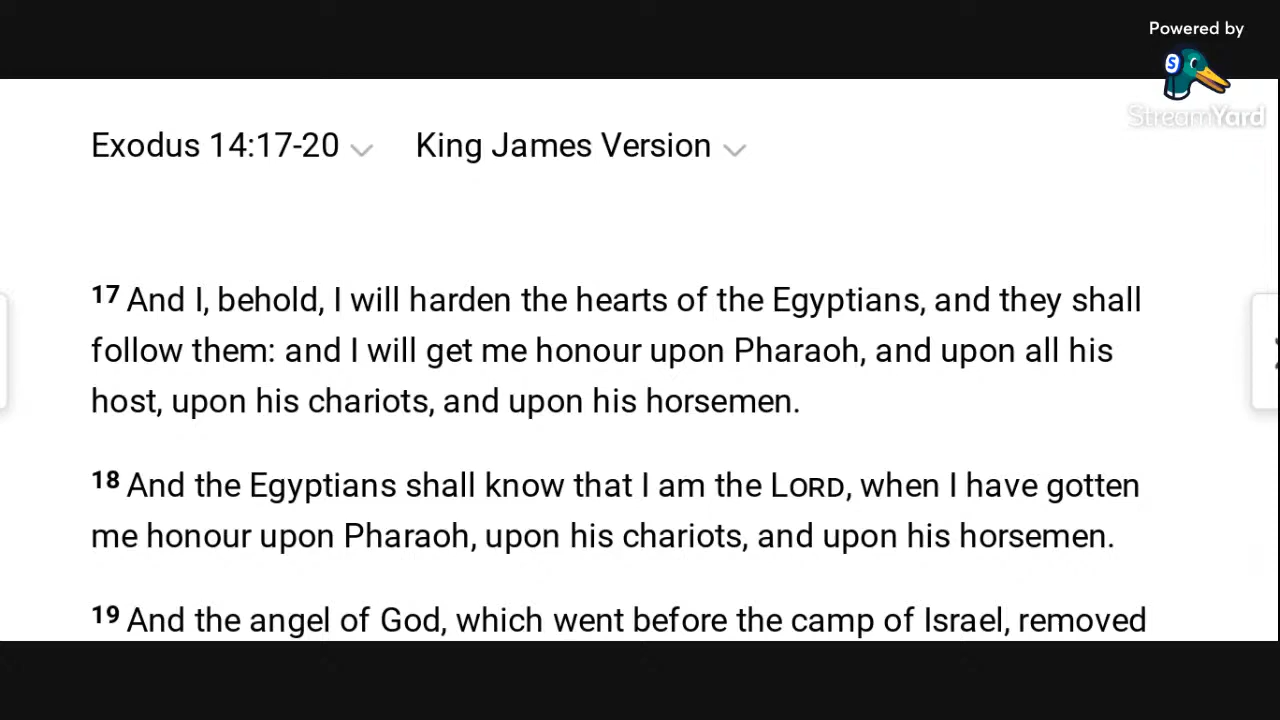 Powered by
S
StreamYard
Exodus 14:17-20 King James Version
17 And I, behold, I will harden the hearts of the Egyptians, and they shall
follow them: and I will get me honour upon Pharaoh, and upon all his
host, upon his chariots, and upon his horsemen.
18 And the Egyptians shall know that I am the LORD, when I have gotten
me honour upon Pharaoh, upon his chariots, and upon his horsemen.
19 And the angel of God, which went before the camp of Israel, removed